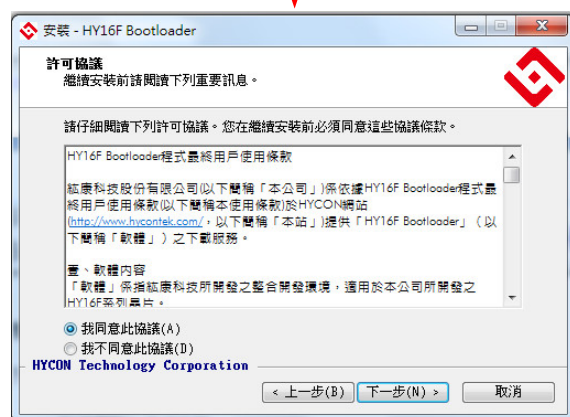 安裝 - HY16F Bootloader
許可協議
繼續安裝前請閱讀下列重要訊息。
請仔細閱讀下列許可協議。您在繼續安裝前必須同意這些協議條款。
HY16F Bootloader程式最終用戶使用條款
紘康科技股份有限公司(以下簡稱「本公司」)係依據HY16F Bootloader程式最
終用戶使用條款(以下簡稱本使用條款)於HYCON網站
(http://www.hycontek.com/，以下簡稱「本站」)提供「HY16F Bootloader」（以
下簡稱「軟體」）之下載服務。
壹、軟體內容
「軟體」係指紘康科技所開發之整合開發環境，適用於本公司所開發之
HY16F系列晶片。
我同意此協議(A)
我不同意此協議(D)
HYCON Technology Corporation
< 上一步(B)
下一步(N) >
取消